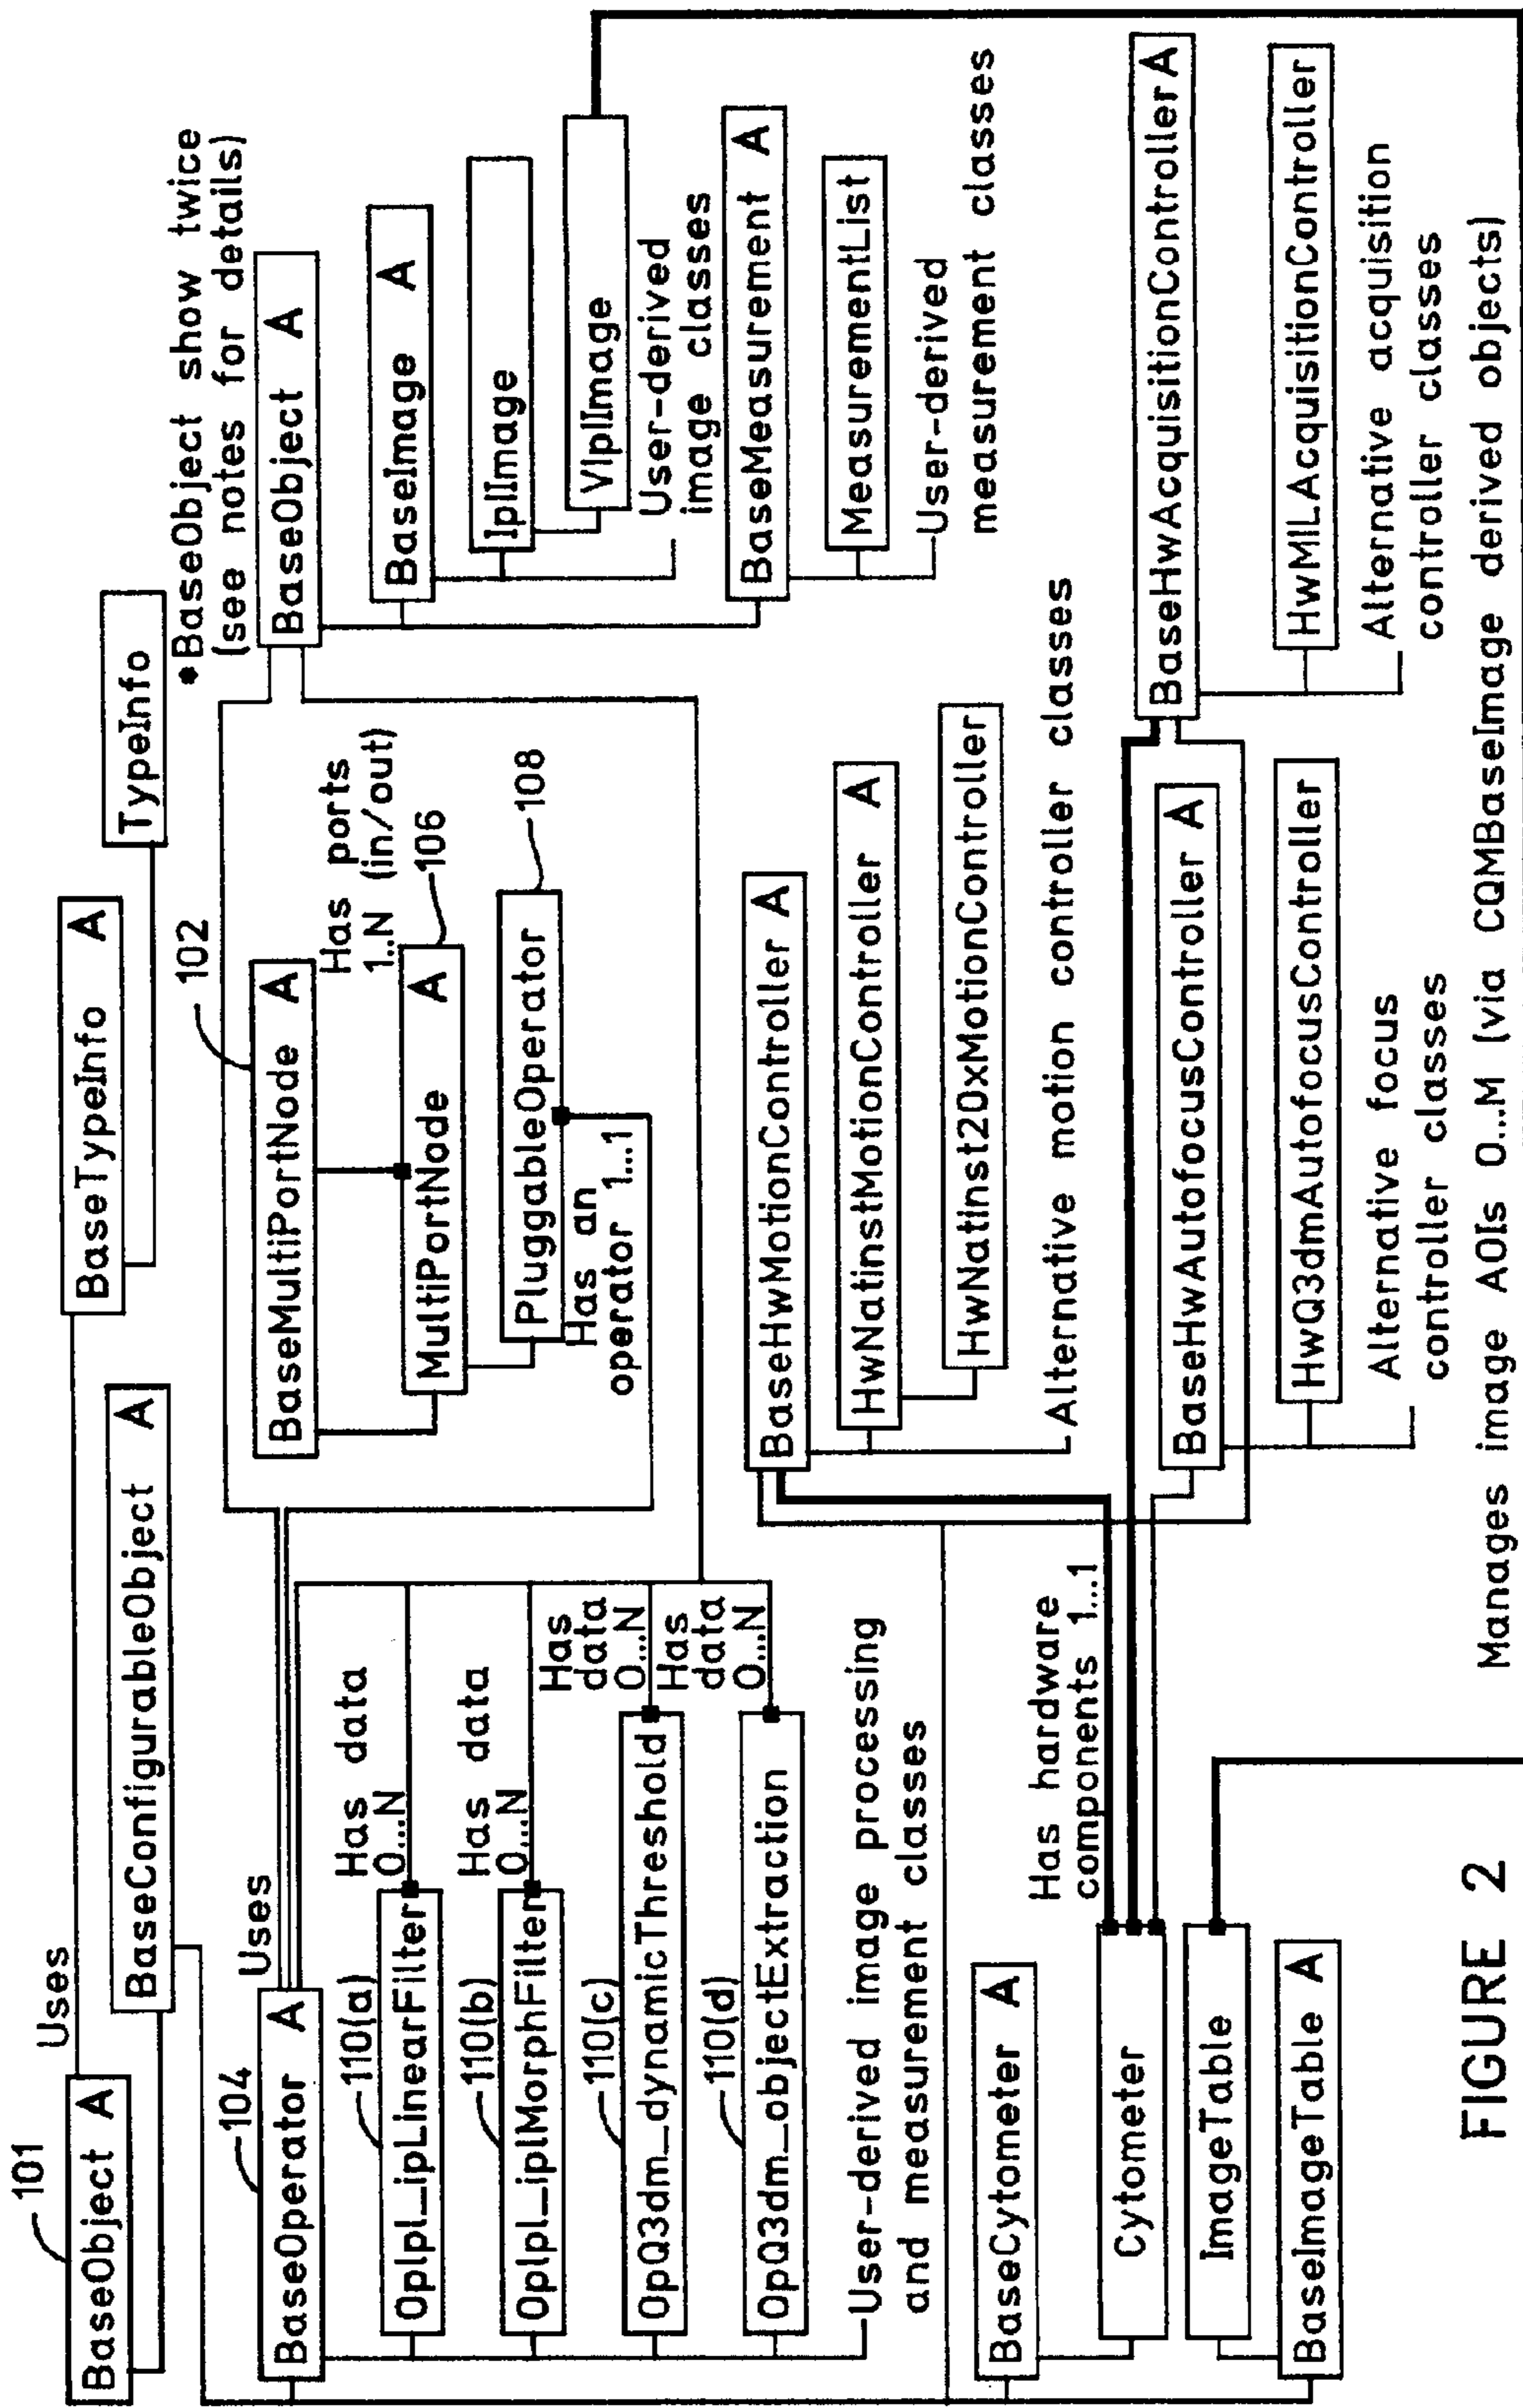 101
BaseObject A
Uses
BaseTypeInfo A
TypeInfo
BaseConfigurableObject A
*BaseObject show twice
(see notes for details)
104
BaseOperator A
Uses
102
BaseMultiPortNode A
Has ports
1..N (in/out)
106
MultiPortNode A
108
PluggableOperator
Has an
operator 1...1
BaseObject A
BaseImage A
IplImage
VIplImage
User-derived
image classes
BaseMeasurement A
MeasurementList
User-derived
measurement classes
110(a)
OpIpl_ipLinearFilter
Has data
0...N
110(b)
OpIpl_iplMorphFilter
Has data
0...N
110(c)
OpQ3dm_dynamicThreshold
Has
data
0...N
110(d)
OpQ3dm_objectExtraction
Has
data
0...N
User-derived image processing
and measurement classes
BaseHwMotionController A
HwNatinstMotionController A
HwNatInst20xMotionController
Alternative motion controller classes
BaseCytometer A
Cytometer
Has hardware
components 1...1
ImageTable
BaseImageTable A
BaseHwAutofocusController A
HwQ3dmAutofocusController
Alternative focus
controller classes
BaseHwAcquisitionController A
HwMILAcquisitionController
Alternative acquisition
controller classes
Manages image AOIs 0...M (via CQMBaseImage derived objects)
FIGURE 2